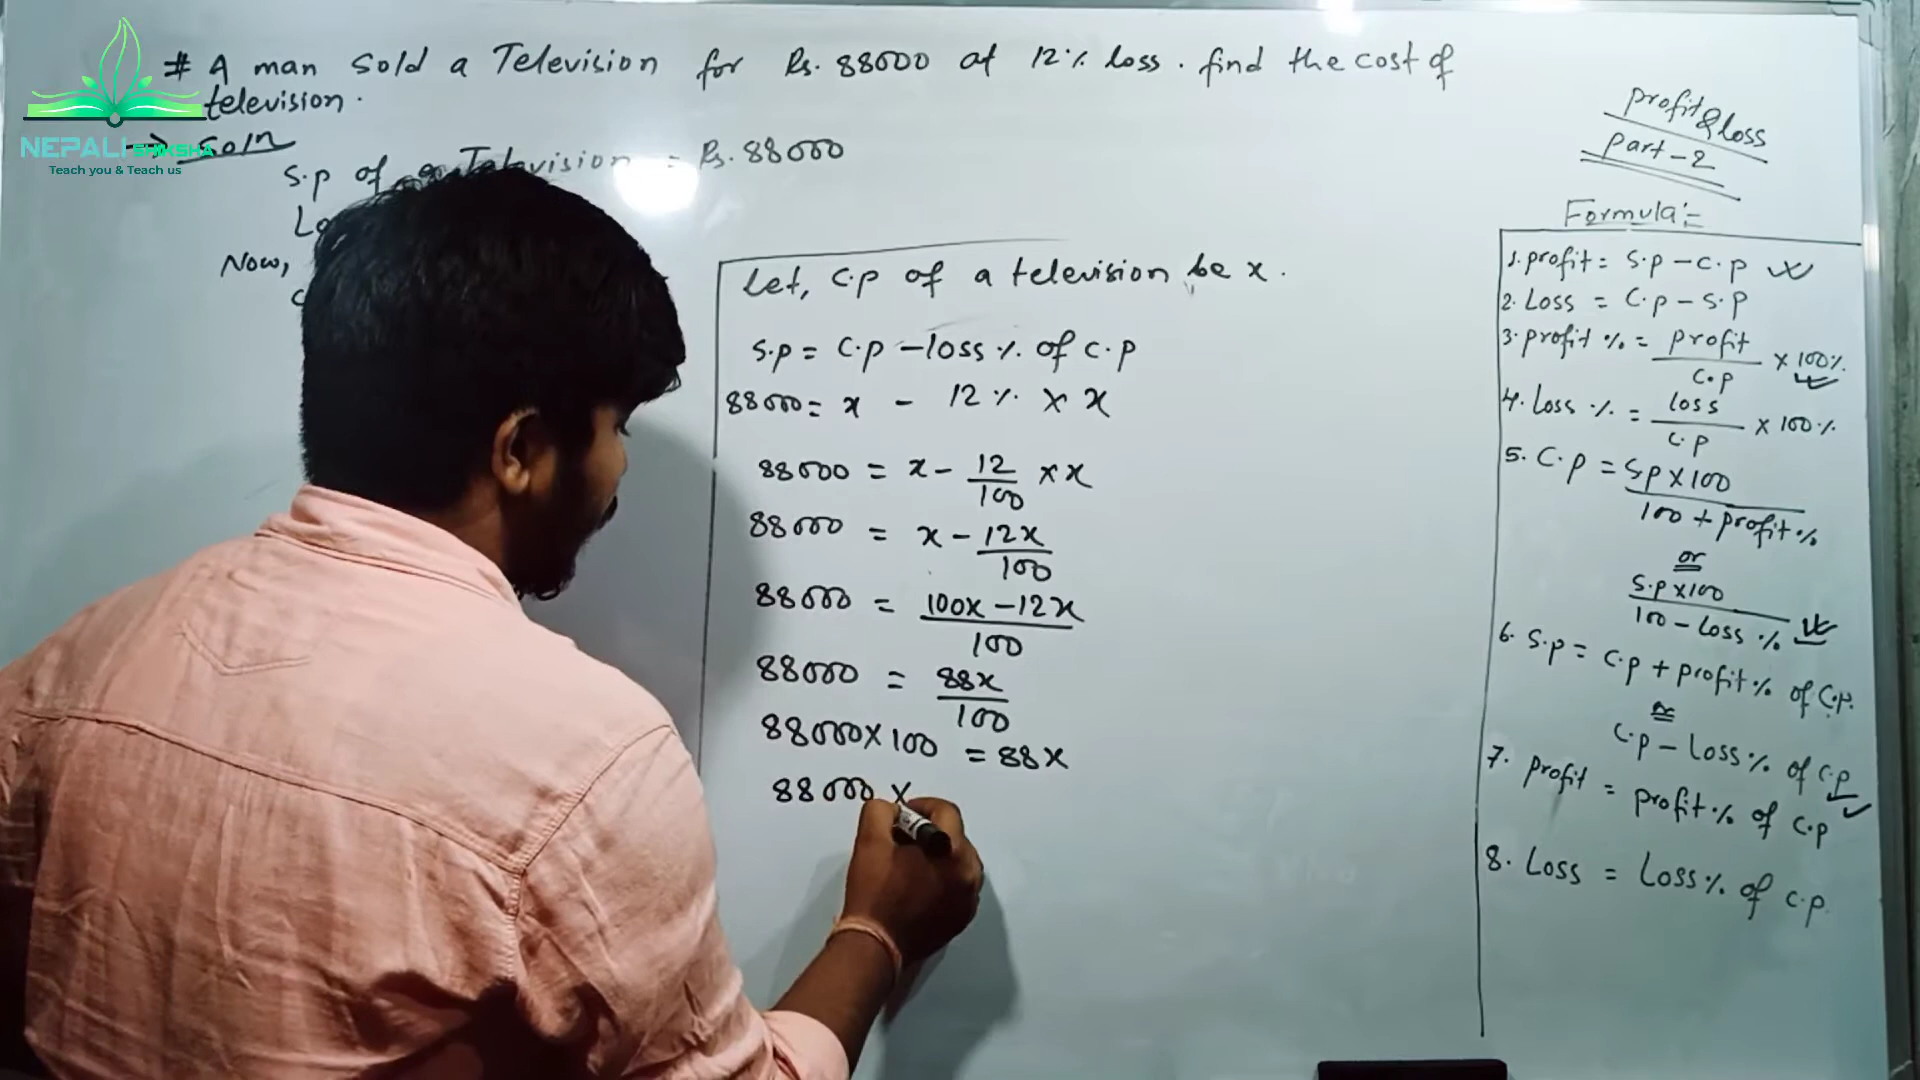 # A man sold a Television for Rs. 88000 at 12% loss. find the cost of
television.
→ Soln
S.p of a Television = Rs. 88000
Now,
Let, C.p of a television be x.
S.p = C.p - loss % of C.p
88000 = x - 12 % × x
88000 = x - 12/100 × x
88000 = x - 12x/100
88000 = 100x - 12x/100
88000 = 88x/100
88000×100 = 88x
88000 ×
profit & loss
Part-2
Formula:-
1. profit = S.p - C.p
2. Loss = C.p - S.p
3. profit % = profit/C.p × 100%
4. Loss % = loss/C.p × 100%
5. C.p = S.p × 100/100 + profit %
or
S.p × 100/100 - Loss %
6. S.p = C.p + profit % of C.p.
or
C.p - Loss % of C.p
7. Profit = profit % of C.p
8. Loss = Loss % of C.p.
NEPALI SHIKSHA
Teach you & Teach us